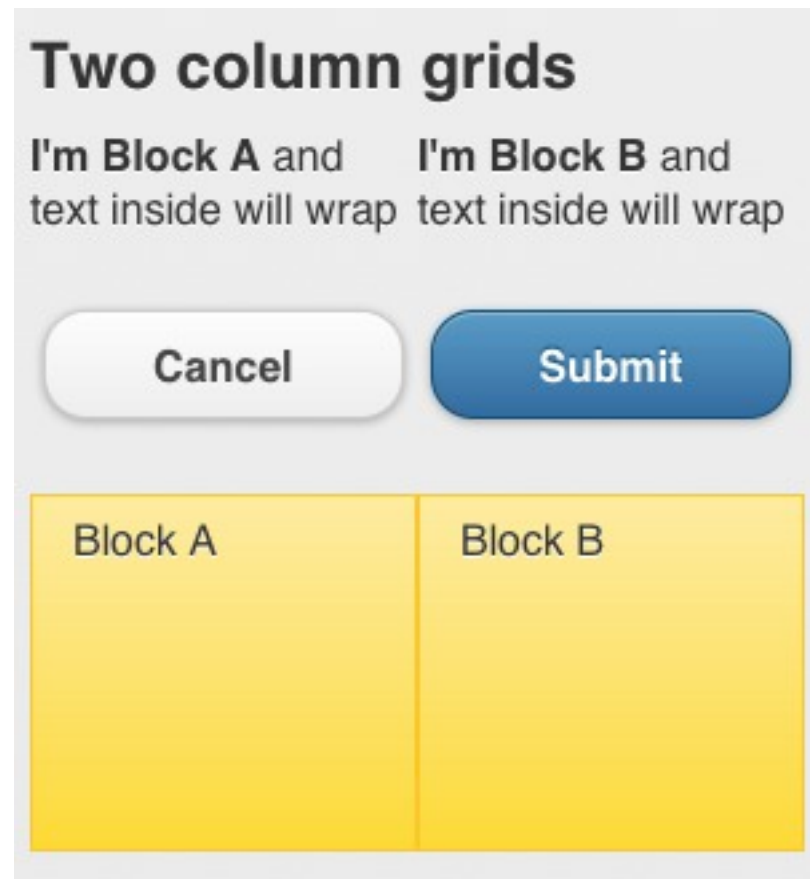 Two column grids
I'm Block A and
text inside will wrap
I'm Block B and
text inside will wrap
Cancel
Submit
Block A
Block B